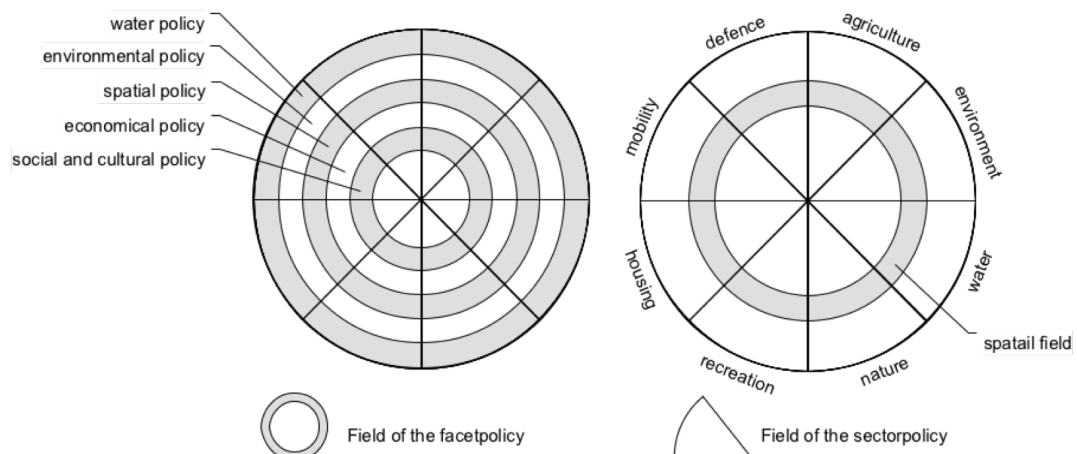 water policy
environmental policy
spatial policy
economical policy
social and cultural policy
defence
agriculture
mobility
environment
housing
water
recreation
nature
spatail field
Field of the facetpolicy
Field of the sectorpolicy